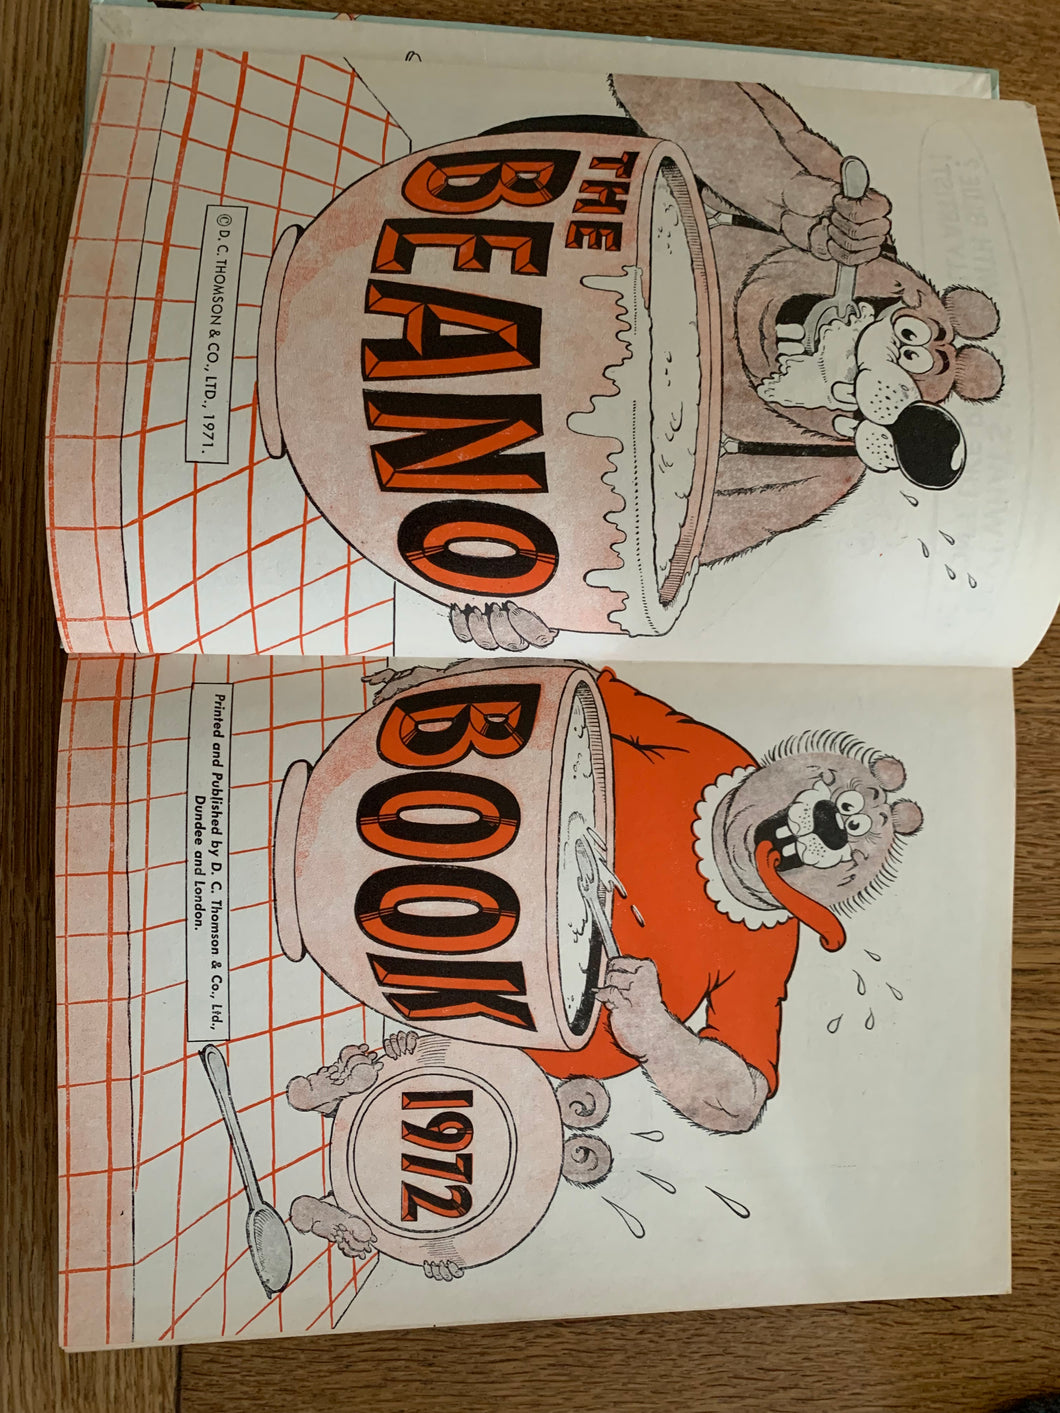 THE
BEANO
© D. C. THOMSON & CO., LTD., 1971.
BOOK
1972
Printed and Published by D. C. Thomson & Co., Ltd.,
Dundee and London.